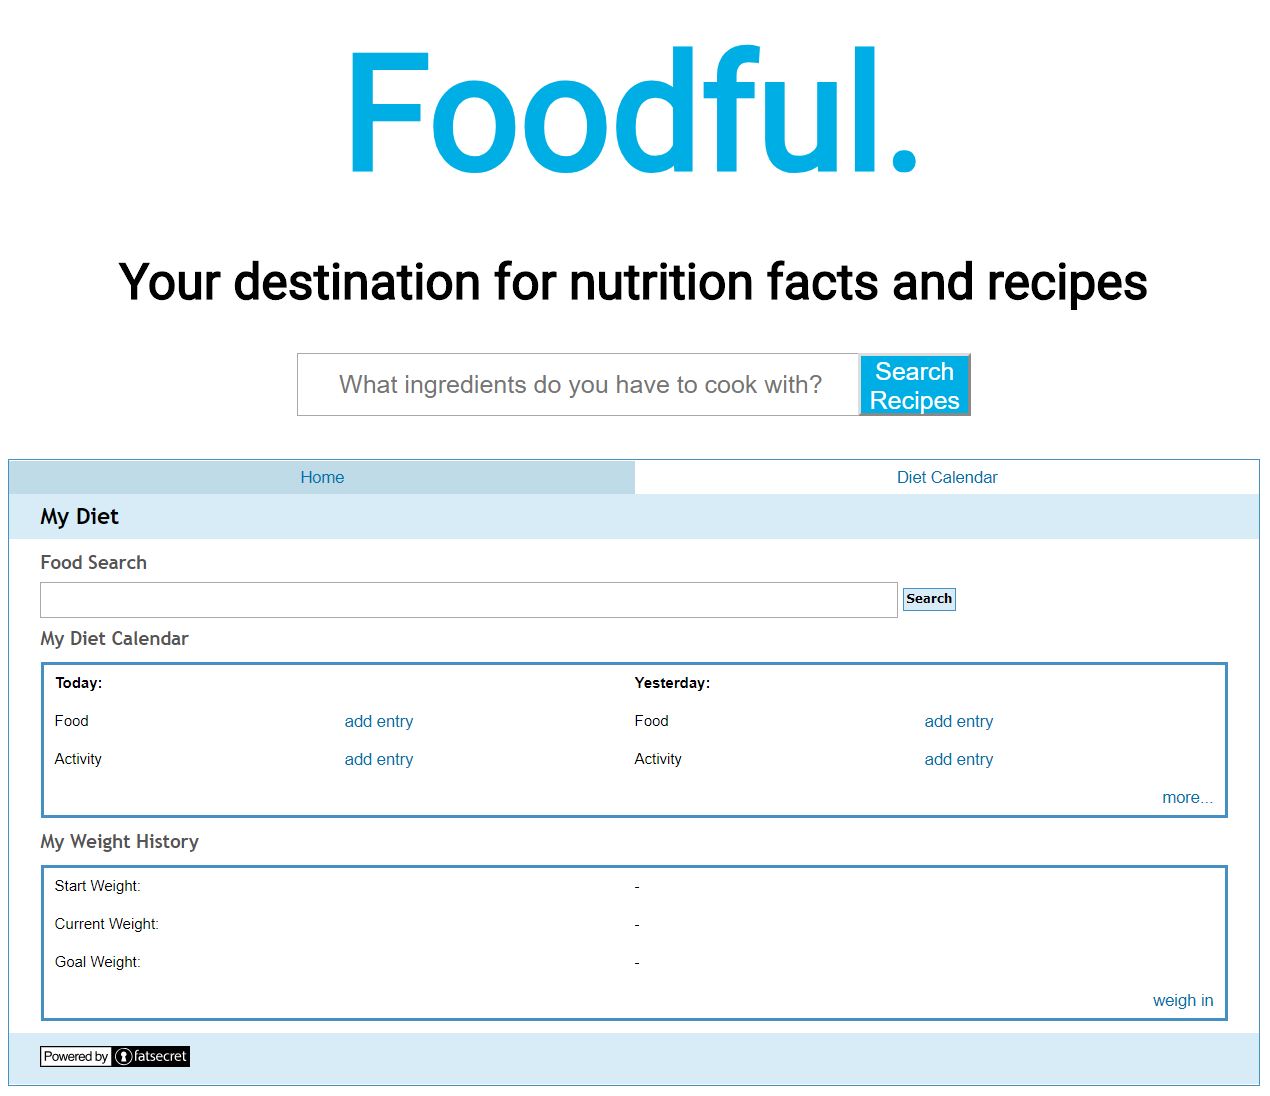 Foodful.
Your destination for nutrition facts and recipes
What ingredients do you have to cook with?
Search
Recipes
Home Diet Calendar
My Diet
Food Search
Search
My Diet Calendar
Today: Yesterday:
Food add entry Food add entry
Activity add entry Activity add entry
more...
My Weight History
Start Weight: -
Current Weight: -
Goal Weight: -
weigh in
Powered by fatsecret